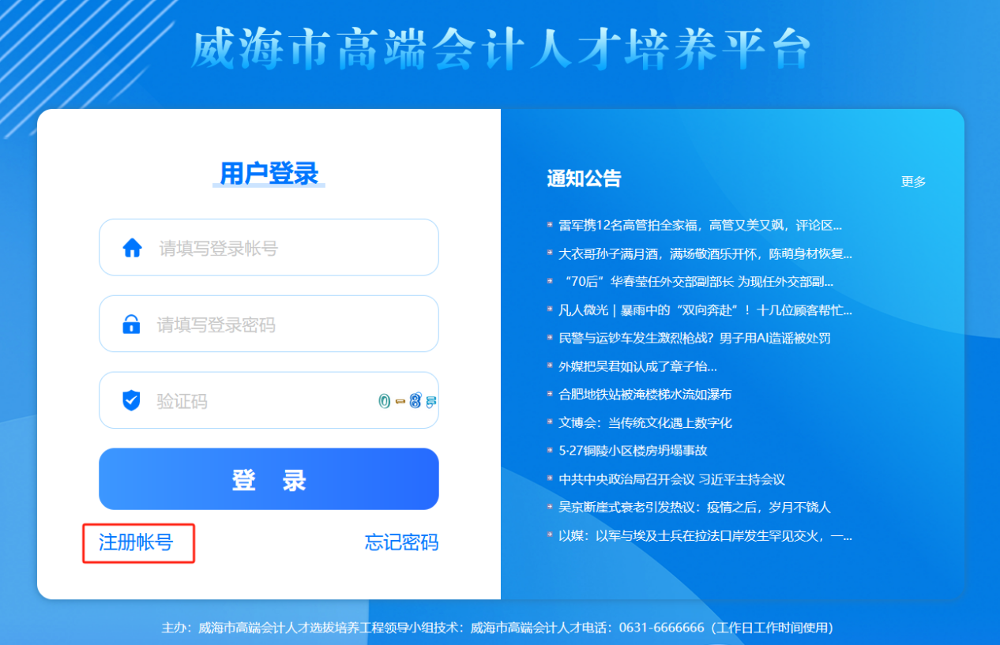 威海市高端会计人才培养平台
用户登录
请填写登录帐号
请填写登录密码
验证码
0-8=
登 录
注册帐号
忘记密码
通知公告
更多
雷军携12名高管拍全家福，高管又美又飒，评论区...
大衣哥孙子满月酒，满场敬酒乐开怀，陈萌身材恢复...
“70后”华春莹任外交部副部长 为现任外交部副...
凡人微光 | 暴雨中的“双向奔赴”！十几位顾客帮忙...
民警与运钞车发生激烈枪战？男子用AI造谣被处罚
外媒把吴君如认成了章子怡...
合肥地铁站被淹楼梯水流如瀑布
文博会：当传统文化遇上数字化
5·27铜陵小区楼房坍塌事故
中共中央政治局召开会议 习近平主持会议
吴京断崖式衰老引发热议：疫情之后，岁月不饶人
以媒：以军与埃及士兵在拉法口岸发生罕见交火，一...
主办：威海市高端会计人才选拔培养工程领导小组技术：威海市高端会计人才电话：0631-6666666（工作日工作时间使用）